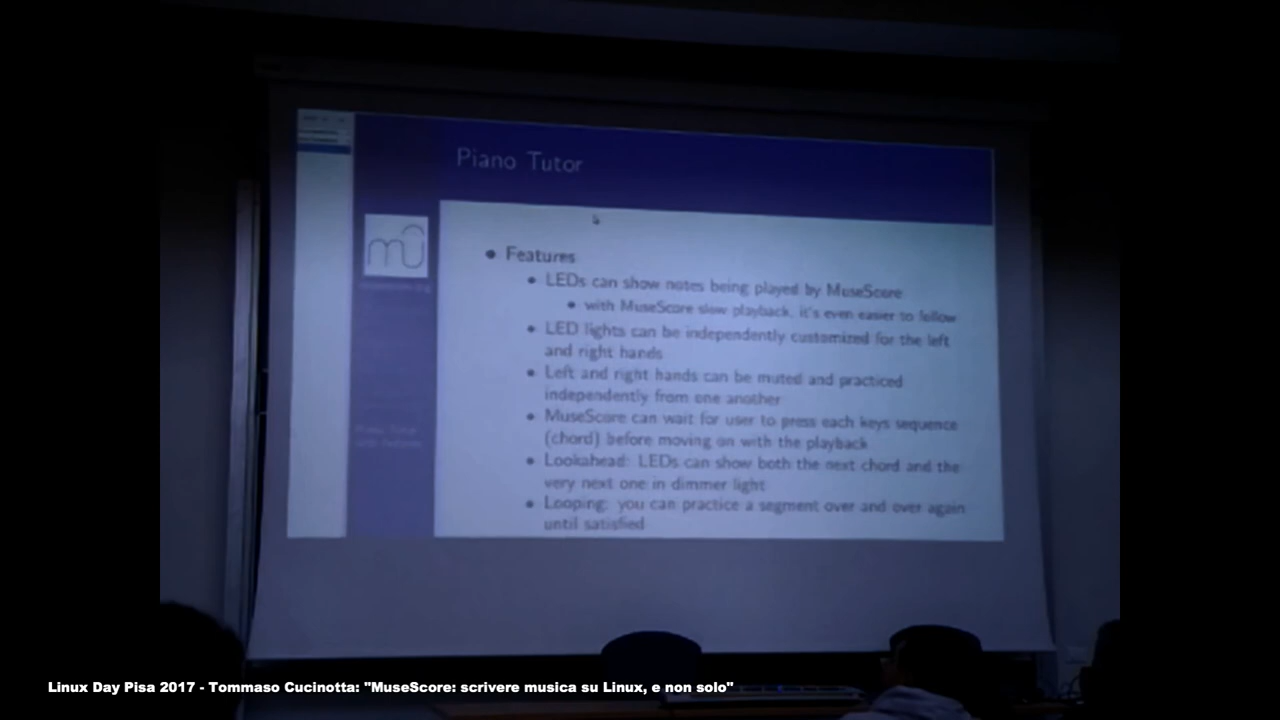 Piano Tutor
mu
Features
LEDs can show notes being played by MuseScore
with MuseScore slow playback, it's even easier to follow
LED lights can be independently customized for the left
and right hands
Left and right hands can be muted and practiced
independently from one another
MuseScore can wait for user to press each keys sequence
(chord) before moving on with the playback
Lookahead: LEDs can show both the next chord and the
very next one in dimmer light
Looping: you can practice a segment over and over again
until satisfied
Linux Day Pisa 2017 - Tommaso Cucinotta: "MuseScore: scrivere musica su Linux, e non solo"